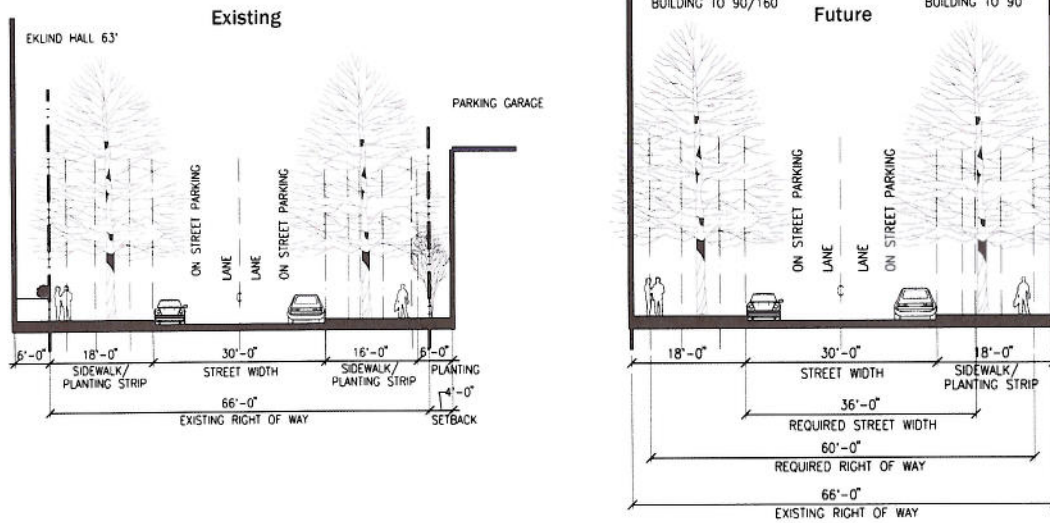 Existing
EKLIND HALL 63'
PARKING GARAGE
ON STREET PARKING
LANE
LANE
ON STREET PARKING
6'-0"
18'-0"
30'-0"
16'-0"
6'-0"
SIDEWALK/
PLANTING STRIP
STREET WIDTH
SIDEWALK/
PLANTING STRIP
PLANTING
4'-0"
66'-0"
EXISTING RIGHT OF WAY
SETBACK
BUILDING TO 90/160
Future
BUILDING TO 90
ON STREET PARKING
LANE
LANE
ON STREET PARKING
18'-0"
30'-0"
18'-0"
STREET WIDTH
SIDEWALK/
PLANTING STRIP
36'-0"
REQUIRED STREET WIDTH
60'-0"
REQUIRED RIGHT OF WAY
66'-0"
EXISTING RIGHT OF WAY